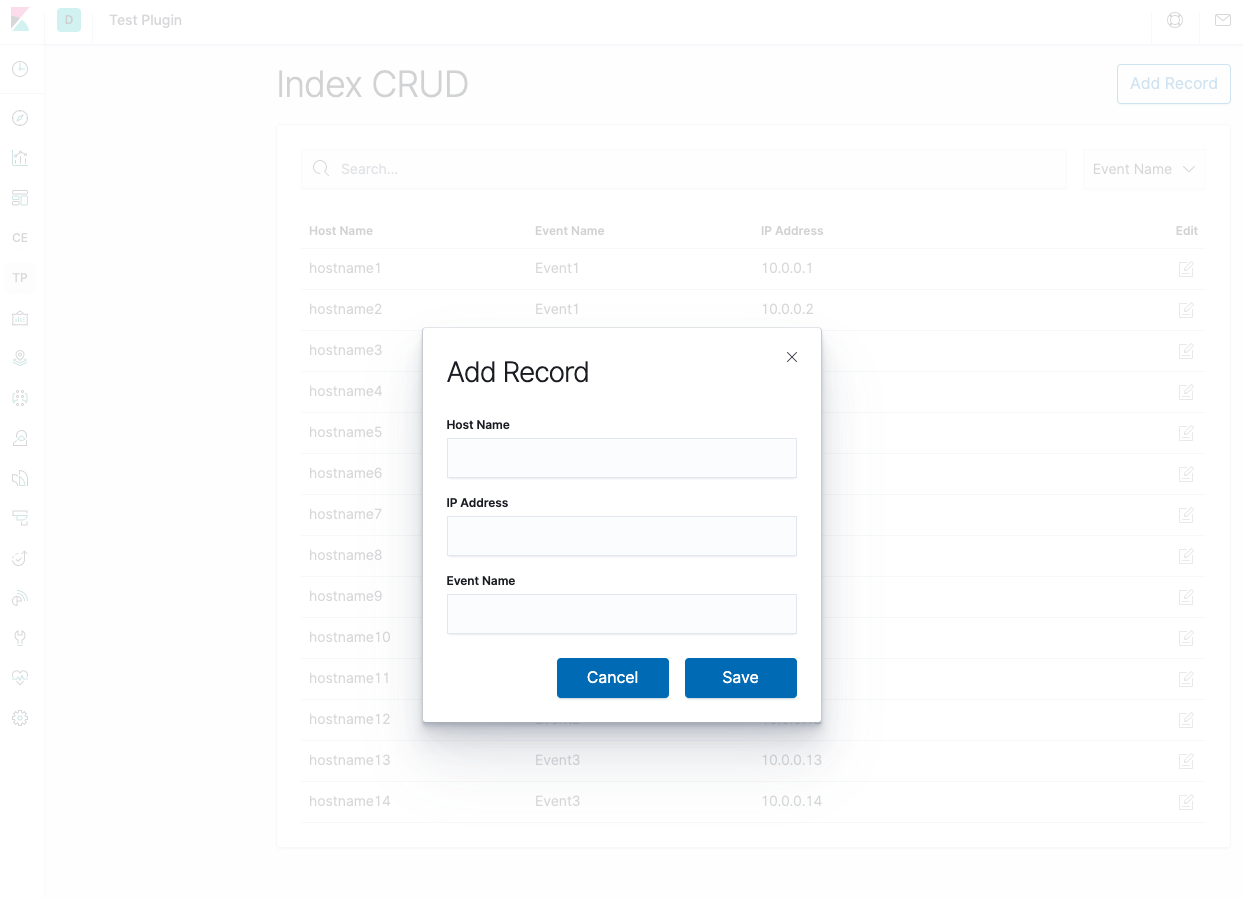 D Test Plugin
Index CRUD
Add Record
Search...
Event Name
Host Name Event Name IP Address Edit
hostname1 Event1 10.0.0.1
hostname2 Event1 10.0.0.2
hostname3
hostname4
hostname5
hostname6
hostname7
hostname8
hostname9
hostname10
hostname11
hostname12
hostname13 Event3 10.0.0.13
hostname14 Event3 10.0.0.14
CE
TP
Add Record
Host Name
IP Address
Event Name
Cancel Save